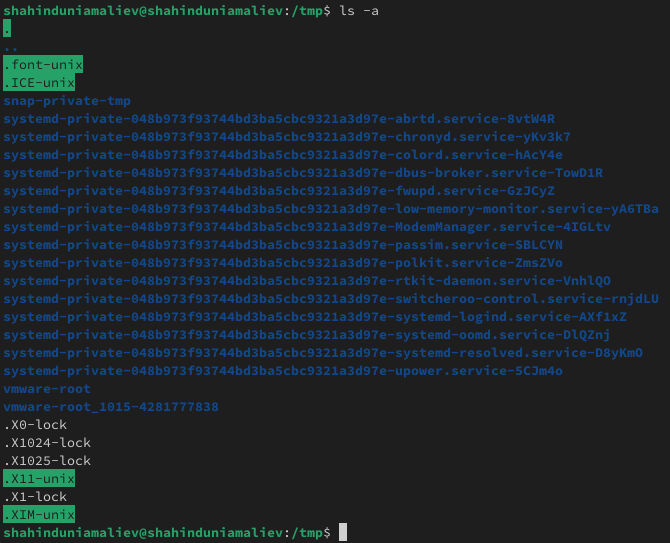 shahinduniamaliev@shahinduniamaliev:/tmp$ ls -a
.
..
.font-unix
.ICE-unix
snap-private-tmp
systemd-private-048b973f93744bd3ba5cbc9321a3d97e-abrtd.service-8vtW4R
systemd-private-048b973f93744bd3ba5cbc9321a3d97e-chronyd.service-yKv3k7
systemd-private-048b973f93744bd3ba5cbc9321a3d97e-colord.service-hAcY4e
systemd-private-048b973f93744bd3ba5cbc9321a3d97e-dbus-broker.service-TowD1R
systemd-private-048b973f93744bd3ba5cbc9321a3d97e-fwupd.service-GzJCyZ
systemd-private-048b973f93744bd3ba5cbc9321a3d97e-low-memory-monitor.service-yA6TBa
systemd-private-048b973f93744bd3ba5cbc9321a3d97e-ModemManager.service-4IGLtv
systemd-private-048b973f93744bd3ba5cbc9321a3d97e-passim.service-SBLCYN
systemd-private-048b973f93744bd3ba5cbc9321a3d97e-polkit.service-ZmsZVo
systemd-private-048b973f93744bd3ba5cbc9321a3d97e-rtkit-daemon.service-VnhlQO
systemd-private-048b973f93744bd3ba5cbc9321a3d97e-switcheroo-control.service-rnjdLU
systemd-private-048b973f93744bd3ba5cbc9321a3d97e-systemd-logind.service-AXf1xZ
systemd-private-048b973f93744bd3ba5cbc9321a3d97e-systemd-oomd.service-DlQZnj
systemd-private-048b973f93744bd3ba5cbc9321a3d97e-systemd-resolved.service-D8yKmO
systemd-private-048b973f93744bd3ba5cbc9321a3d97e-upower.service-5CJm4o
vmware-root
vmware-root_1015-4281777838
.X0-lock
.X1024-lock
.X1025-lock
.X11-unix
.X1-lock
.XIM-unix
shahinduniamaliev@shahinduniamaliev:/tmp$